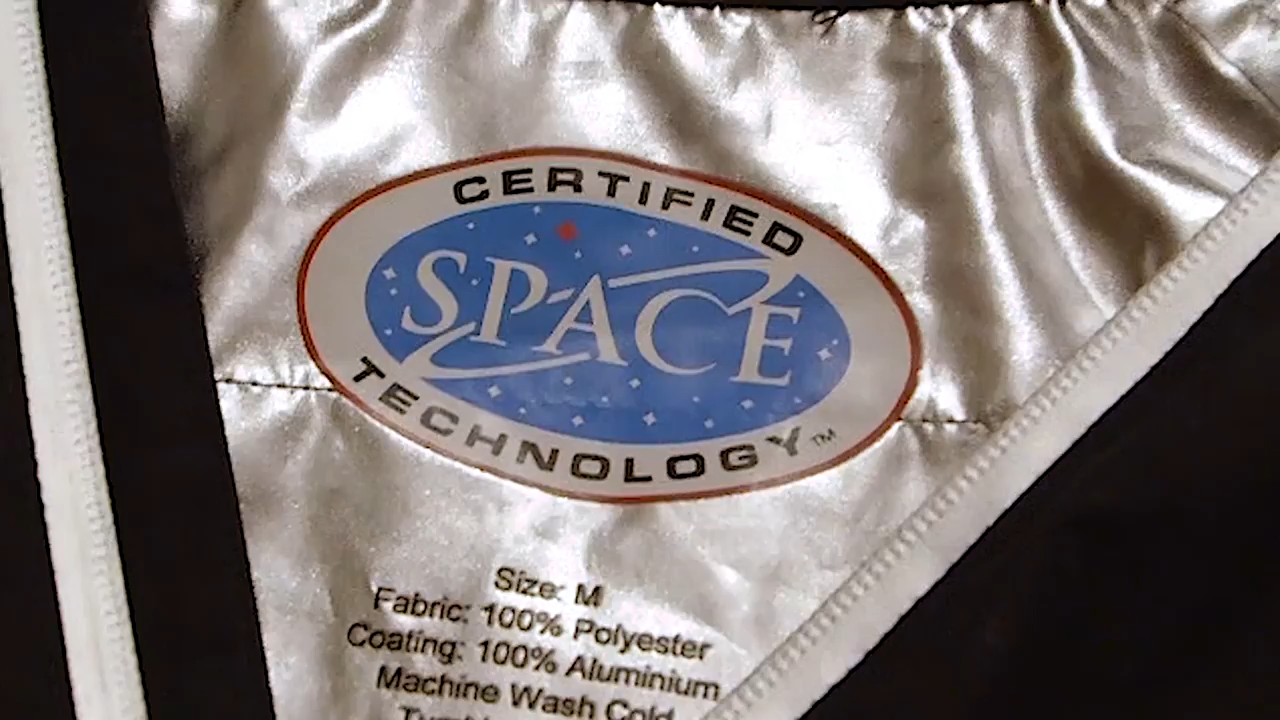 CERTIFIED
SPACE
TECHNOLOGY™
Size: M
Fabric: 100% Polyester
Coating: 100% Aluminium
Machine Wash Cold